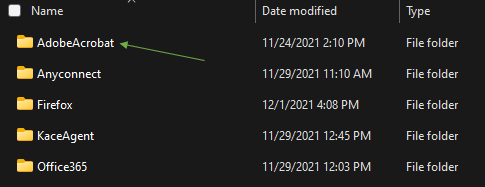 Name Date modified Type
AdobeAcrobat 11/24/2021 2:10 PM File folder
Anyconnect 11/29/2021 11:10 AM File folder
Firefox 12/1/2021 4:08 PM File folder
KaceAgent 11/29/2021 12:45 PM File folder
Office365 11/29/2021 12:03 PM File folder